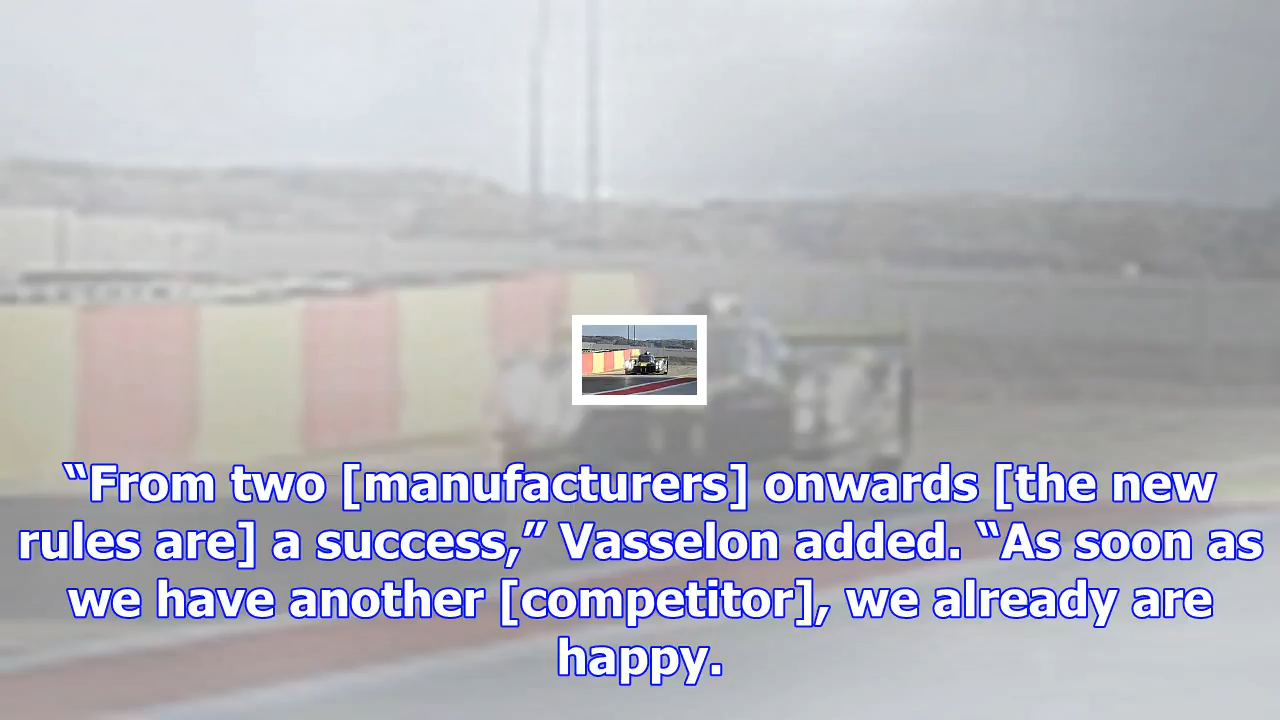 “From two [manufacturers] onwards [the new
rules are] a success,” Vasselon added. “As soon as
we have another [competitor], we already are
happy.